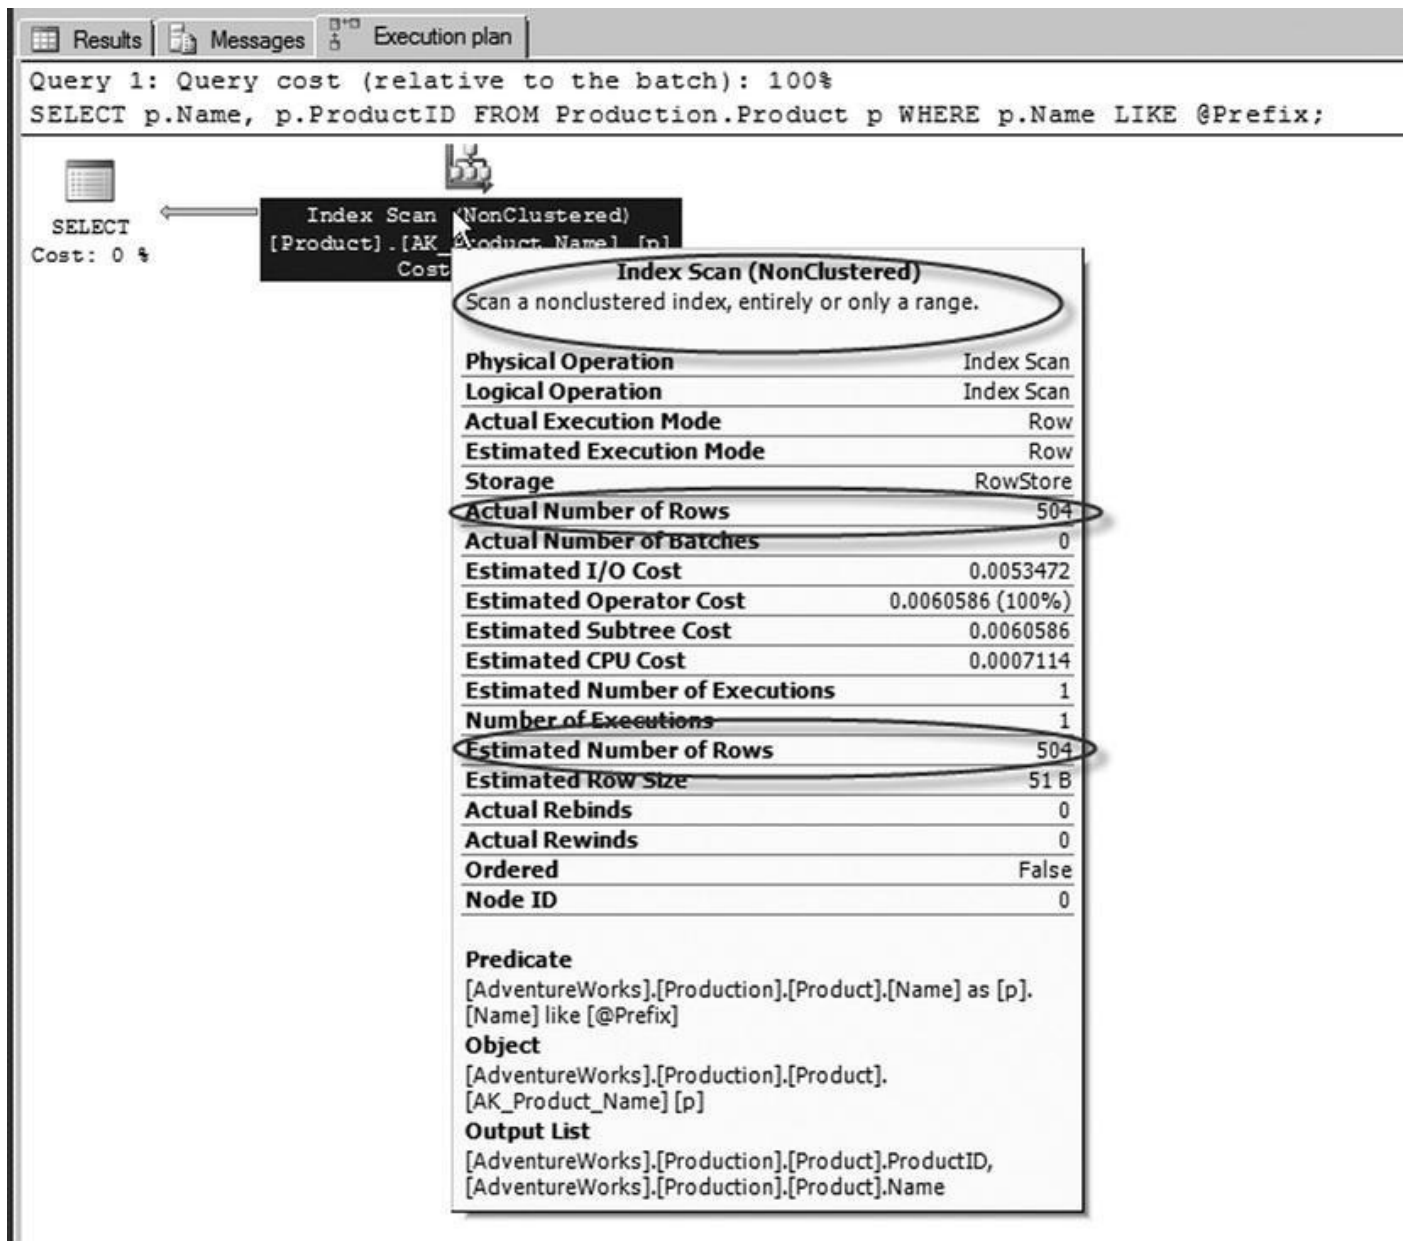 Results Messages Execution plan
Query 1: Query cost (relative to the batch): 100%
SELECT p.Name, p.ProductID FROM Production.Product p WHERE p.Name LIKE @Prefix;
SELECT
Cost: 0 %
Index Scan (NonClustered)
[Product].[AK_Product_Name] [p]
Cost
Index Scan (NonClustered)
Scan a nonclustered index, entirely or only a range.
Physical Operation Index Scan
Logical Operation Index Scan
Actual Execution Mode Row
Estimated Execution Mode Row
Storage RowStore
Actual Number of Rows 504
Actual Number of Batches 0
Estimated I/O Cost 0.0053472
Estimated Operator Cost 0.0060586 (100%)
Estimated Subtree Cost 0.0060586
Estimated CPU Cost 0.0007114
Estimated Number of Executions 1
Number of Executions 1
Estimated Number of Rows 504
Estimated Row Size 51 B
Actual Rebinds 0
Actual Rewinds 0
Ordered False
Node ID 0
Predicate
[AdventureWorks].[Production].[Product].[Name] as [p].
[Name] like [@Prefix]
Object
[AdventureWorks].[Production].[Product].
[AK_Product_Name] [p]
Output List
[AdventureWorks].[Production].[Product].ProductID,
[AdventureWorks].[Production].[Product].Name